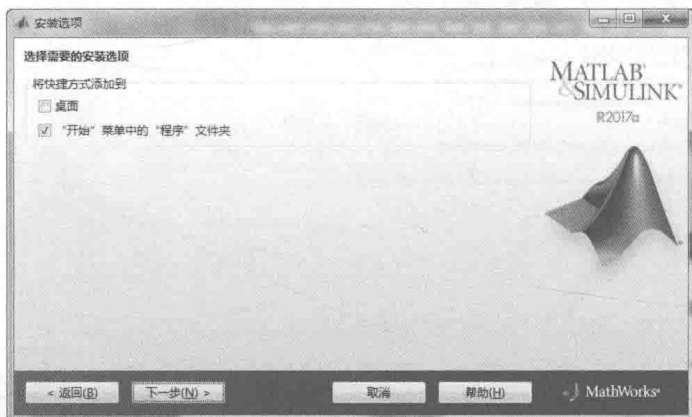 安装选项
选择需要的安装选项
将快捷方式添加到
桌面
“开始”菜单中的“程序”文件夹
MATLAB®
&SIMULINK®
R2017a
< 返回(B)
下一步(N) >
取消
帮助(H)
MathWorks®